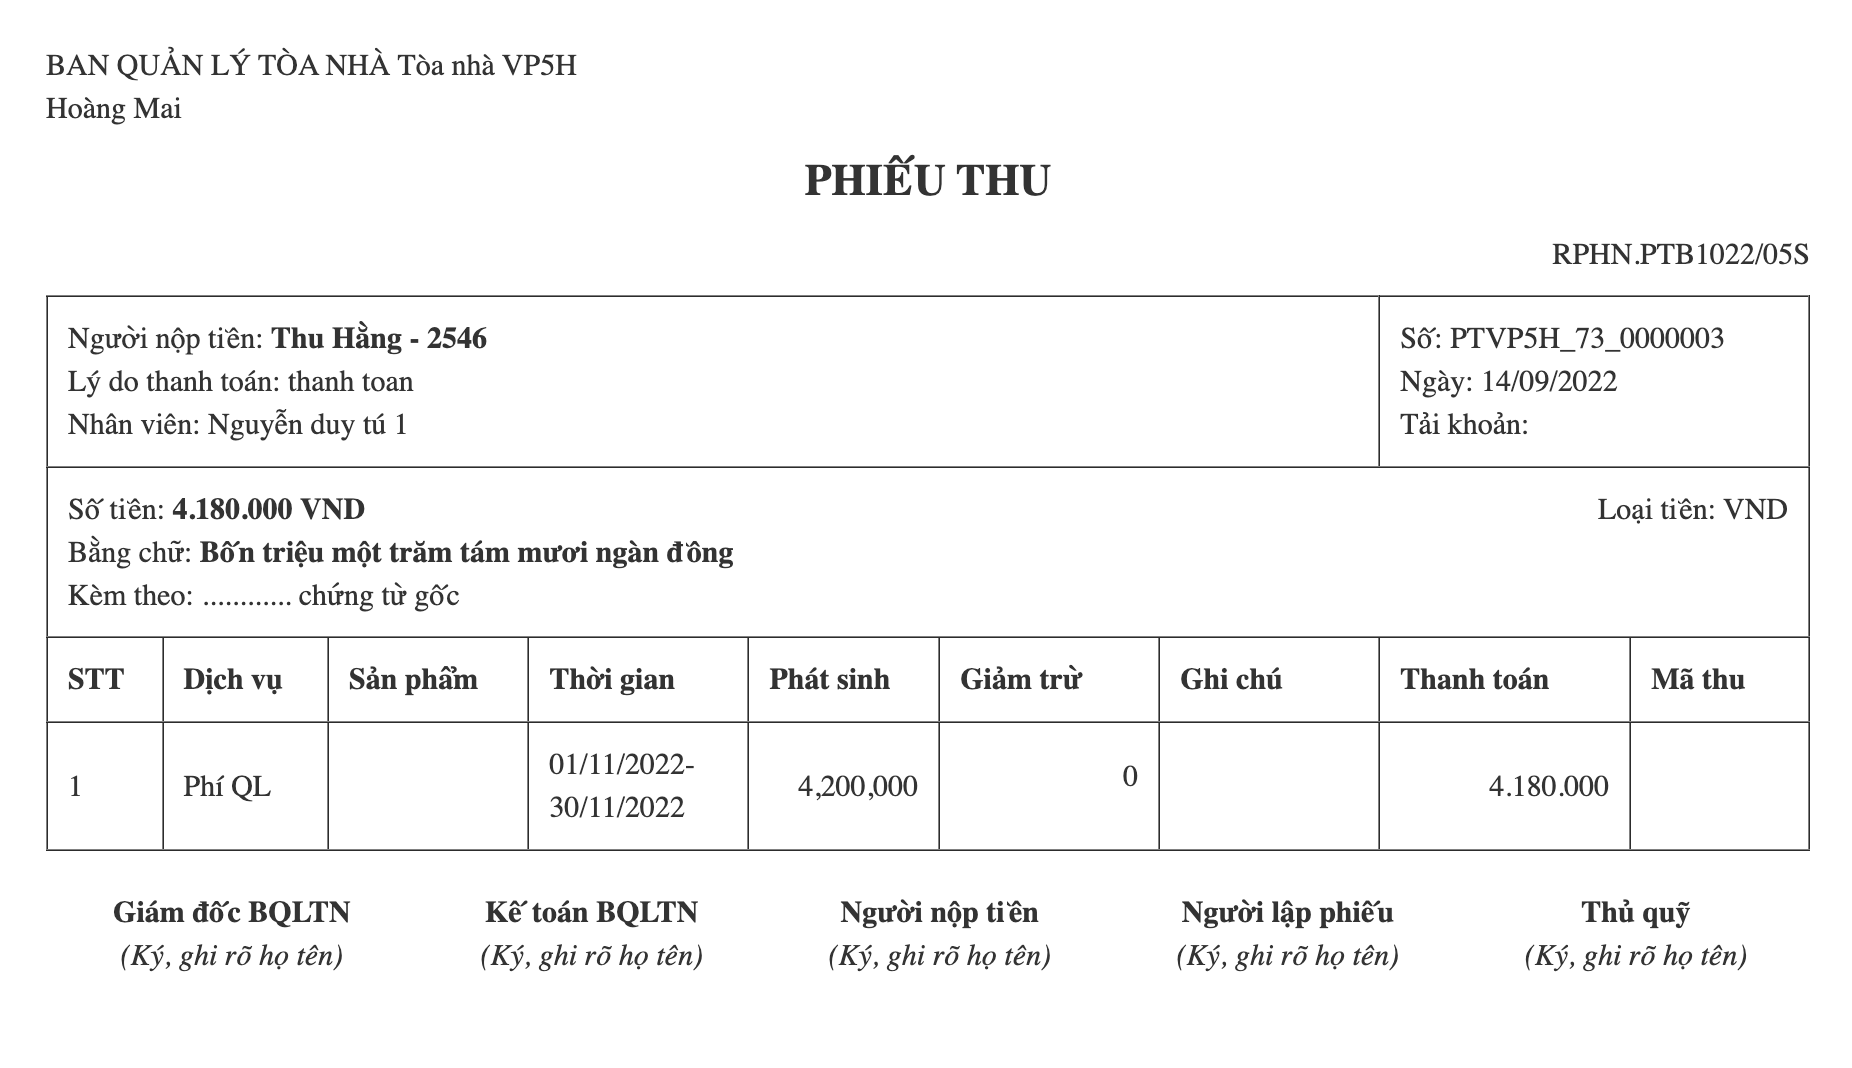 BAN QUẢN LÝ TÒA NHÀ Tòa nhà VP5H
Hoàng Mai
PHIẾU THU
RPHN.PTB1022/05S
Người nộp tiền: Thu Hằng - 2546
Lý do thanh toán: thanh toan
Nhân viên: Nguyễn duy tú 1
Số: PTVP5H_73_0000003
Ngày: 14/09/2022
Tải khoản:
Số tiền: 4.180.000 VND Loại tiền: VND
Bằng chữ: Bốn triệu một trăm tám mươi ngàn đồng
Kèm theo: ............ chứng từ gốc
STT Dịch vụ Sản phẩm Thời gian Phát sinh Giảm trừ Ghi chú Thanh toán Mã thu
1 Phí QL 01/11/2022- 4,200,000 0 4.180.000
30/11/2022
Giám đốc BQLTN Kế toán BQLTN Người nộp tiền Người lập phiếu Thủ quỹ
(Ký, ghi rõ họ tên) (Ký, ghi rõ họ tên) (Ký, ghi rõ họ tên) (Ký, ghi rõ họ tên) (Ký, ghi rõ họ tên)